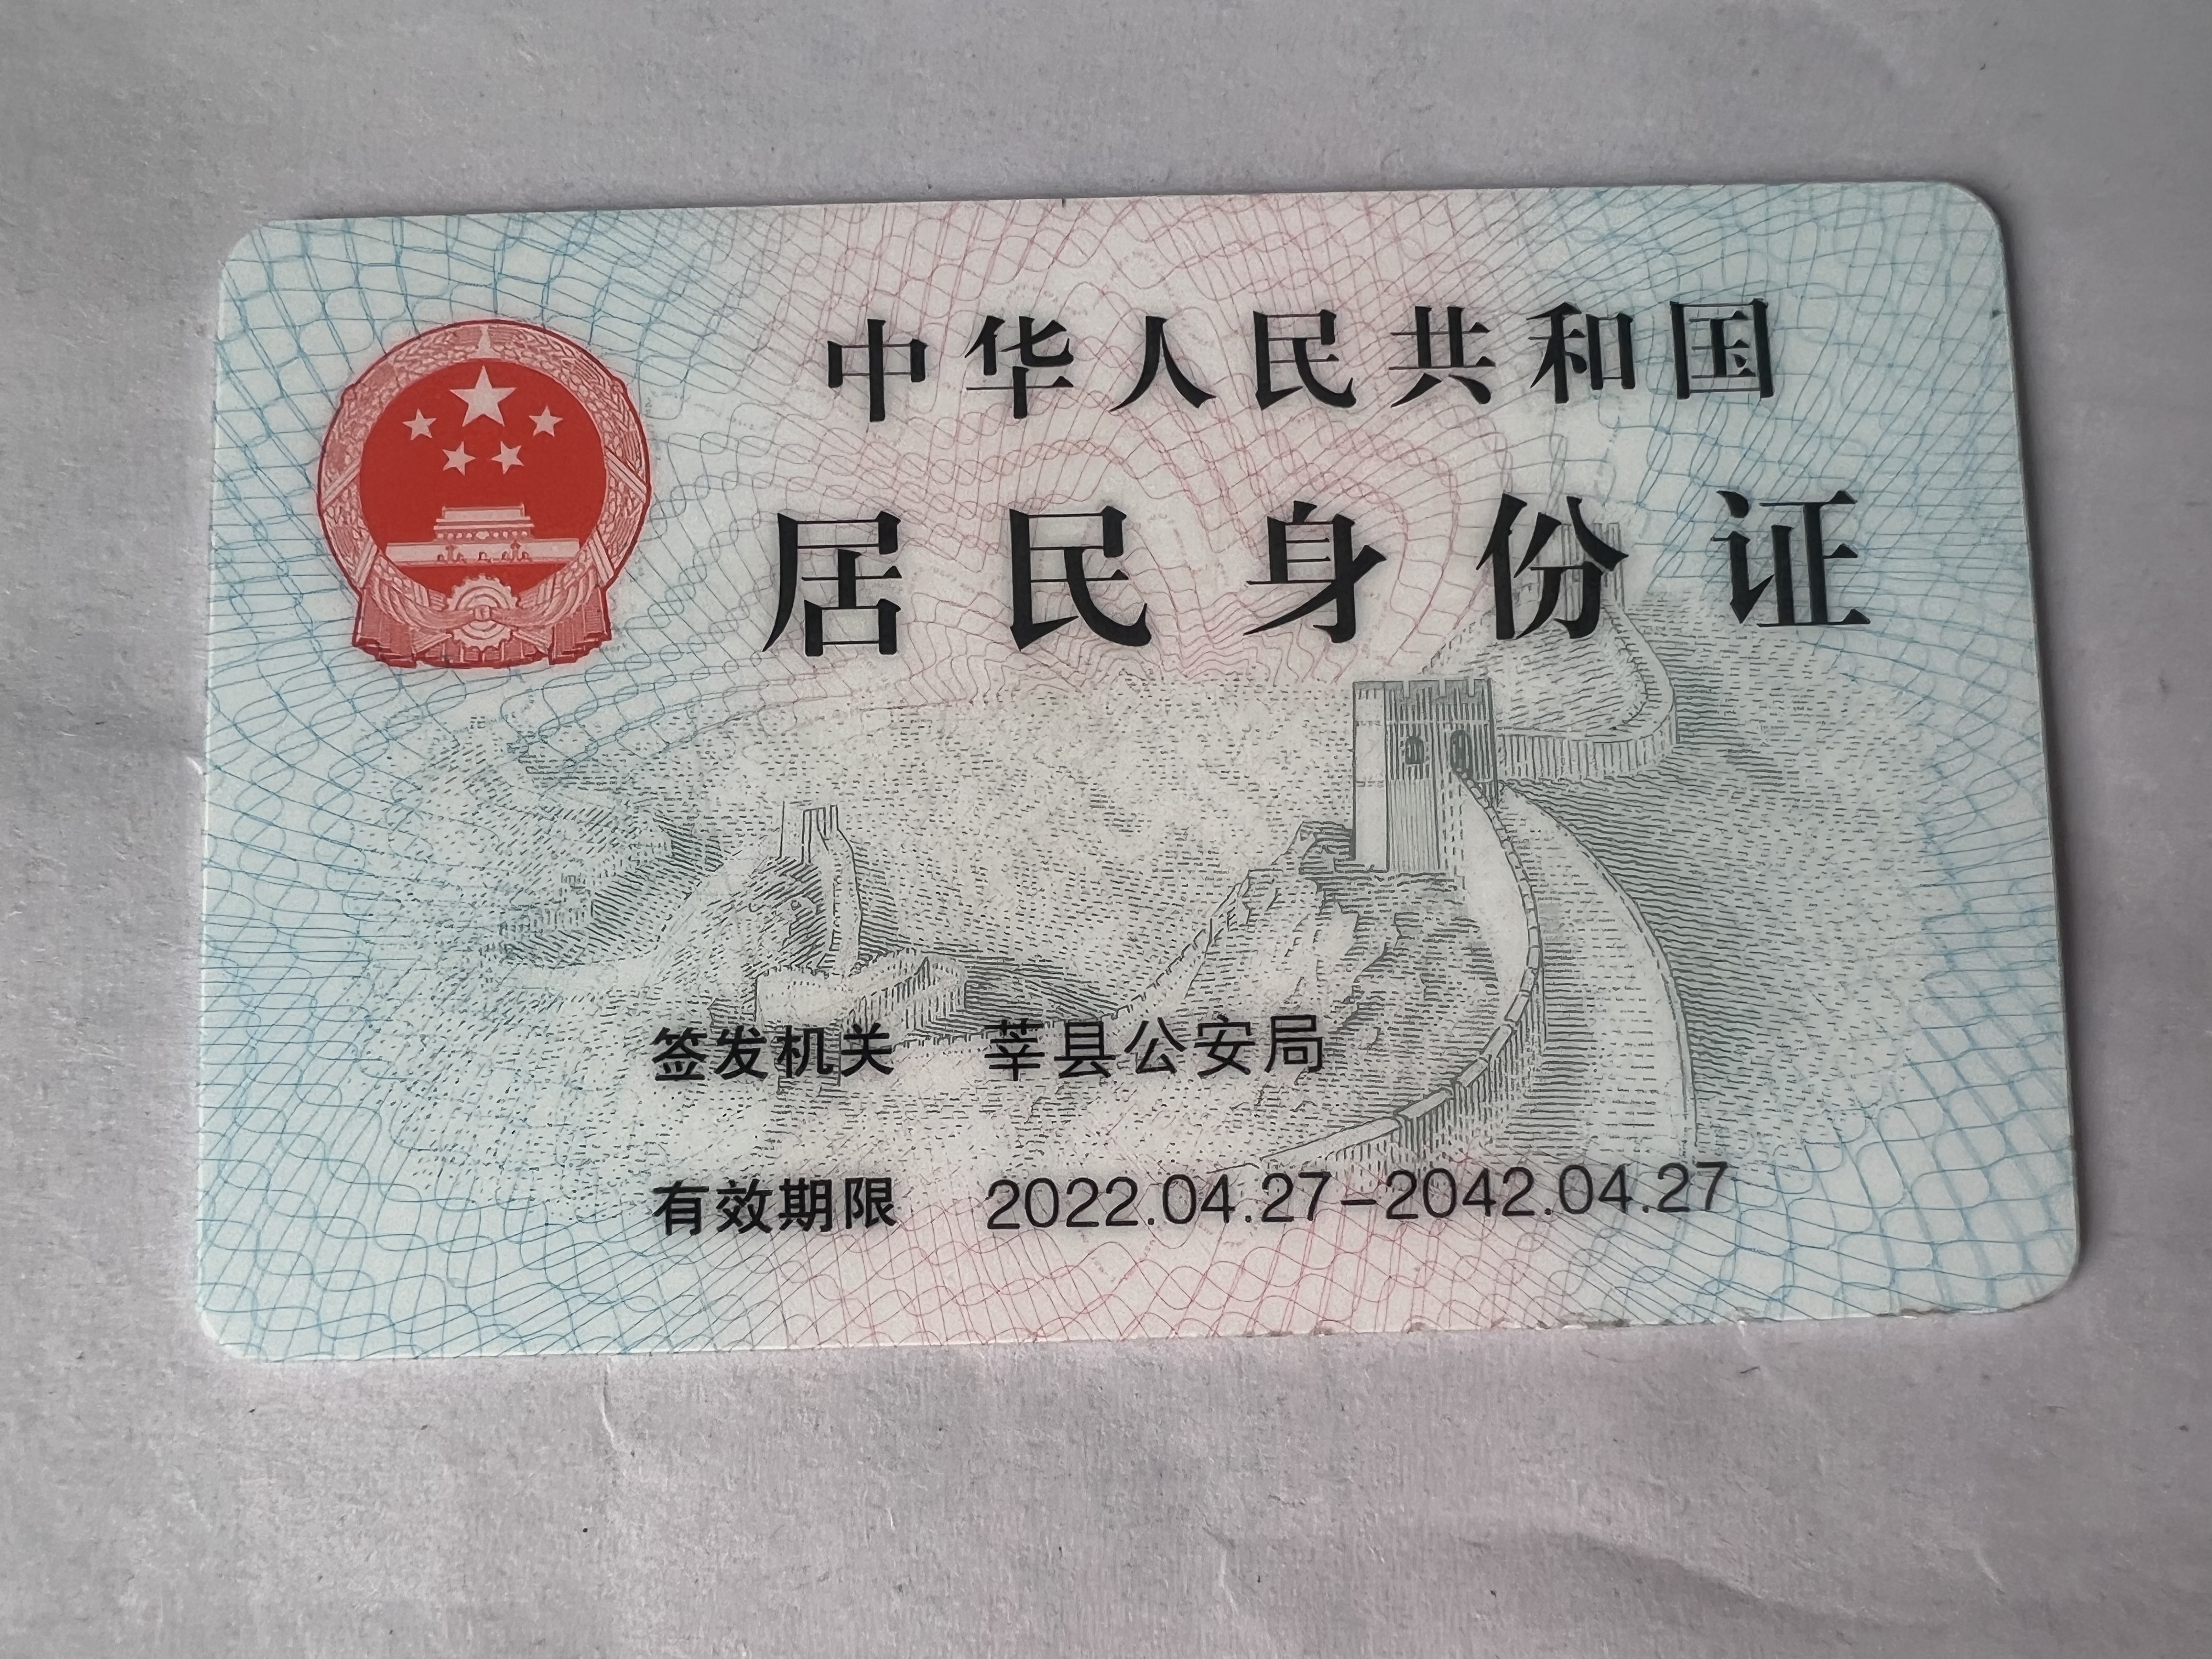 中华人民共和国
居民身份证
签发机关 莘县公安局
有效期限 2022.04.27-2042.04.27